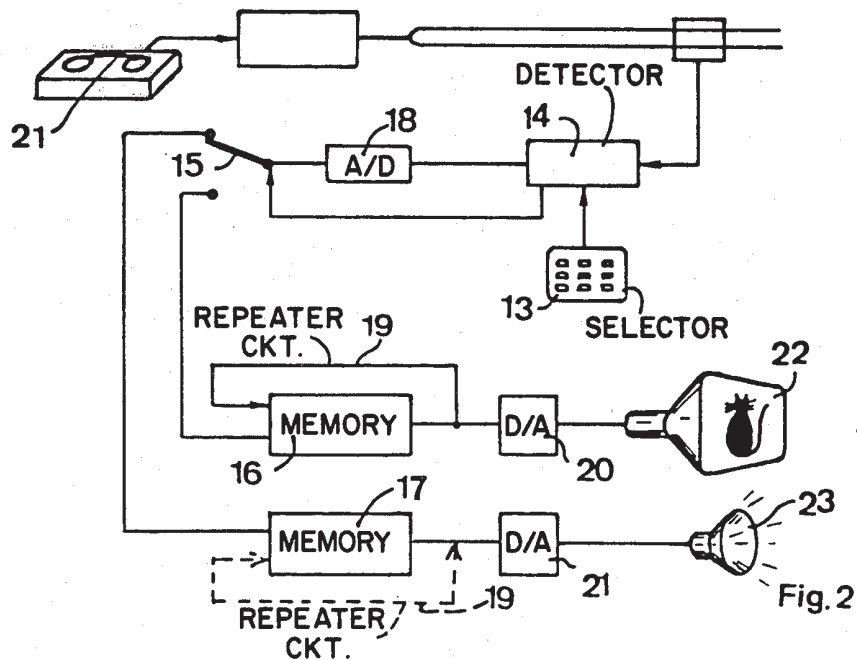 DETECTOR
21
18
14
15
A/D
13
SELECTOR
REPEATER
CKT.
19
22
MEMORY
D/A
16
20
17
23
MEMORY
D/A
21
19
REPEATER
CKT.
Fig. 2